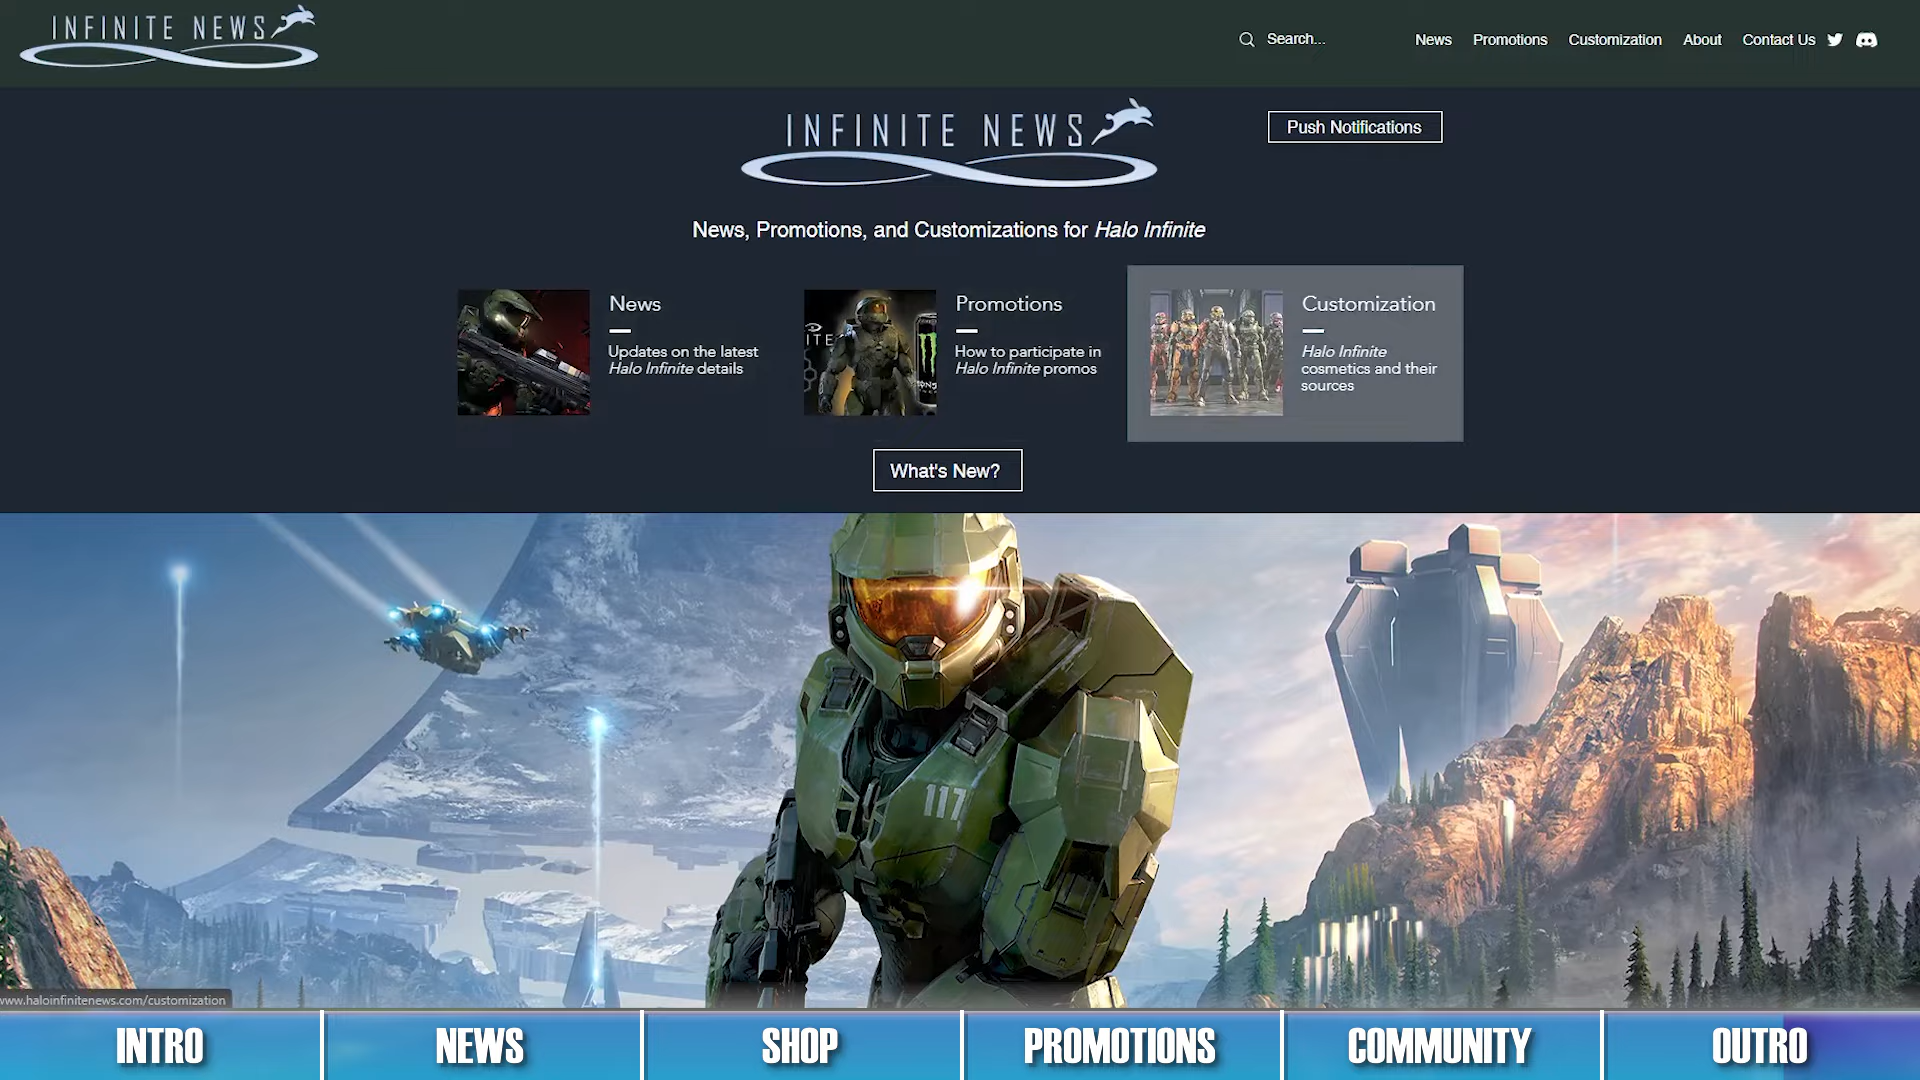 INFINITE NEWS
Search...
News
Promotions
Customization
About
Contact Us
INFINITE NEWS
Push Notifications
News, Promotions, and Customizations for Halo Infinite
News
Updates on the latest
Halo Infinite details
Promotions
How to participate in
Halo Infinite promos
Customization
Halo Infinite
cosmetics and their
sources
What's New?
117
www.haloinfinitenews.com/customization
INTRO
NEWS
SHOP
PROMOTIONS
COMMUNITY
OUTRO